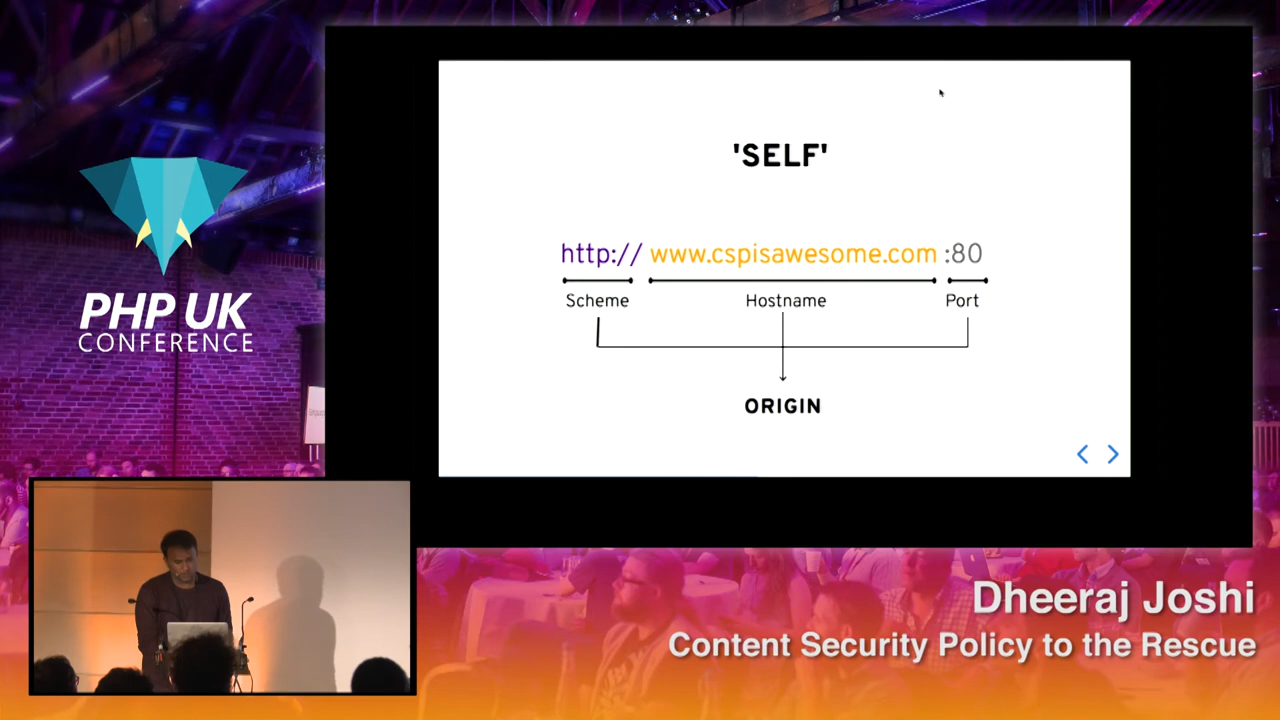 PHP UK
CONFERENCE
'SELF'
http:// www.cspisawesome.com :80
Scheme Hostname Port
ORIGIN
Dheeraj Joshi
Content Security Policy to the Rescue